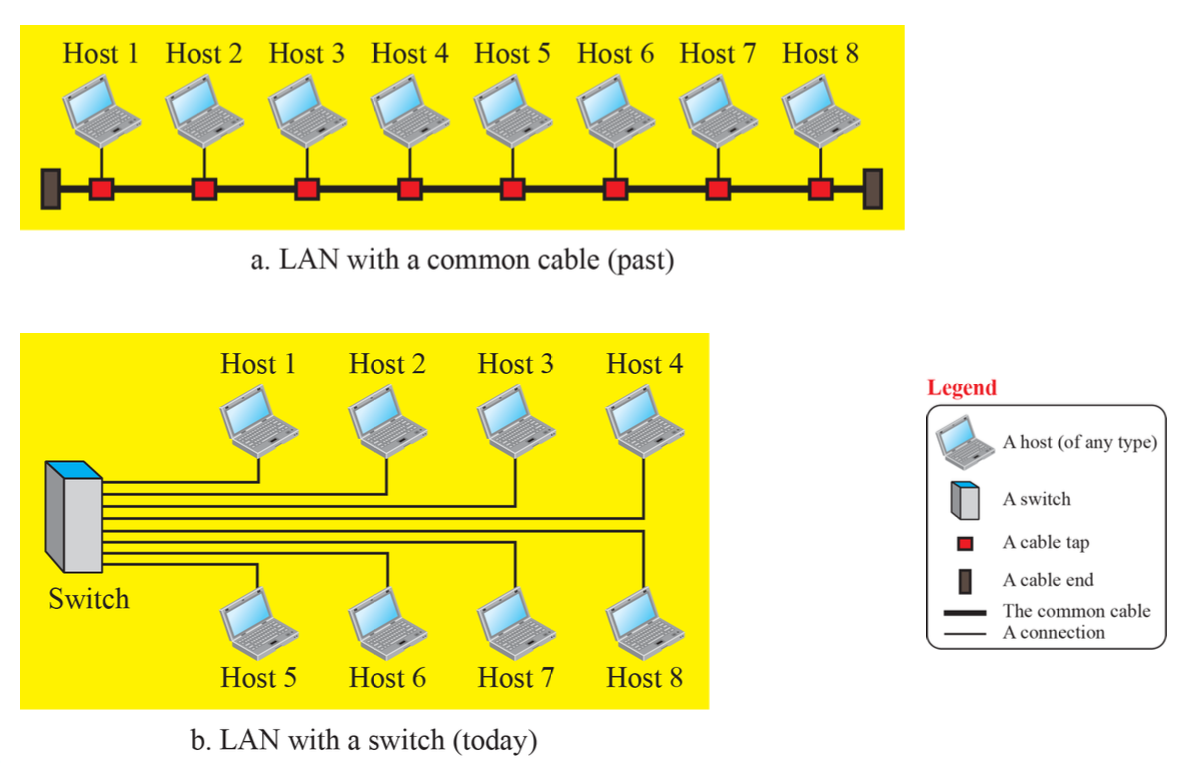 Host 1 Host 2 Host 3 Host 4 Host 5 Host 6 Host 7 Host 8
a. LAN with a common cable (past)
Host 1 Host 2 Host 3 Host 4
Switch
Host 5 Host 6 Host 7 Host 8
b. LAN with a switch (today)
Legend
A host (of any type)
A switch
A cable tap
A cable end
The common cable
A connection